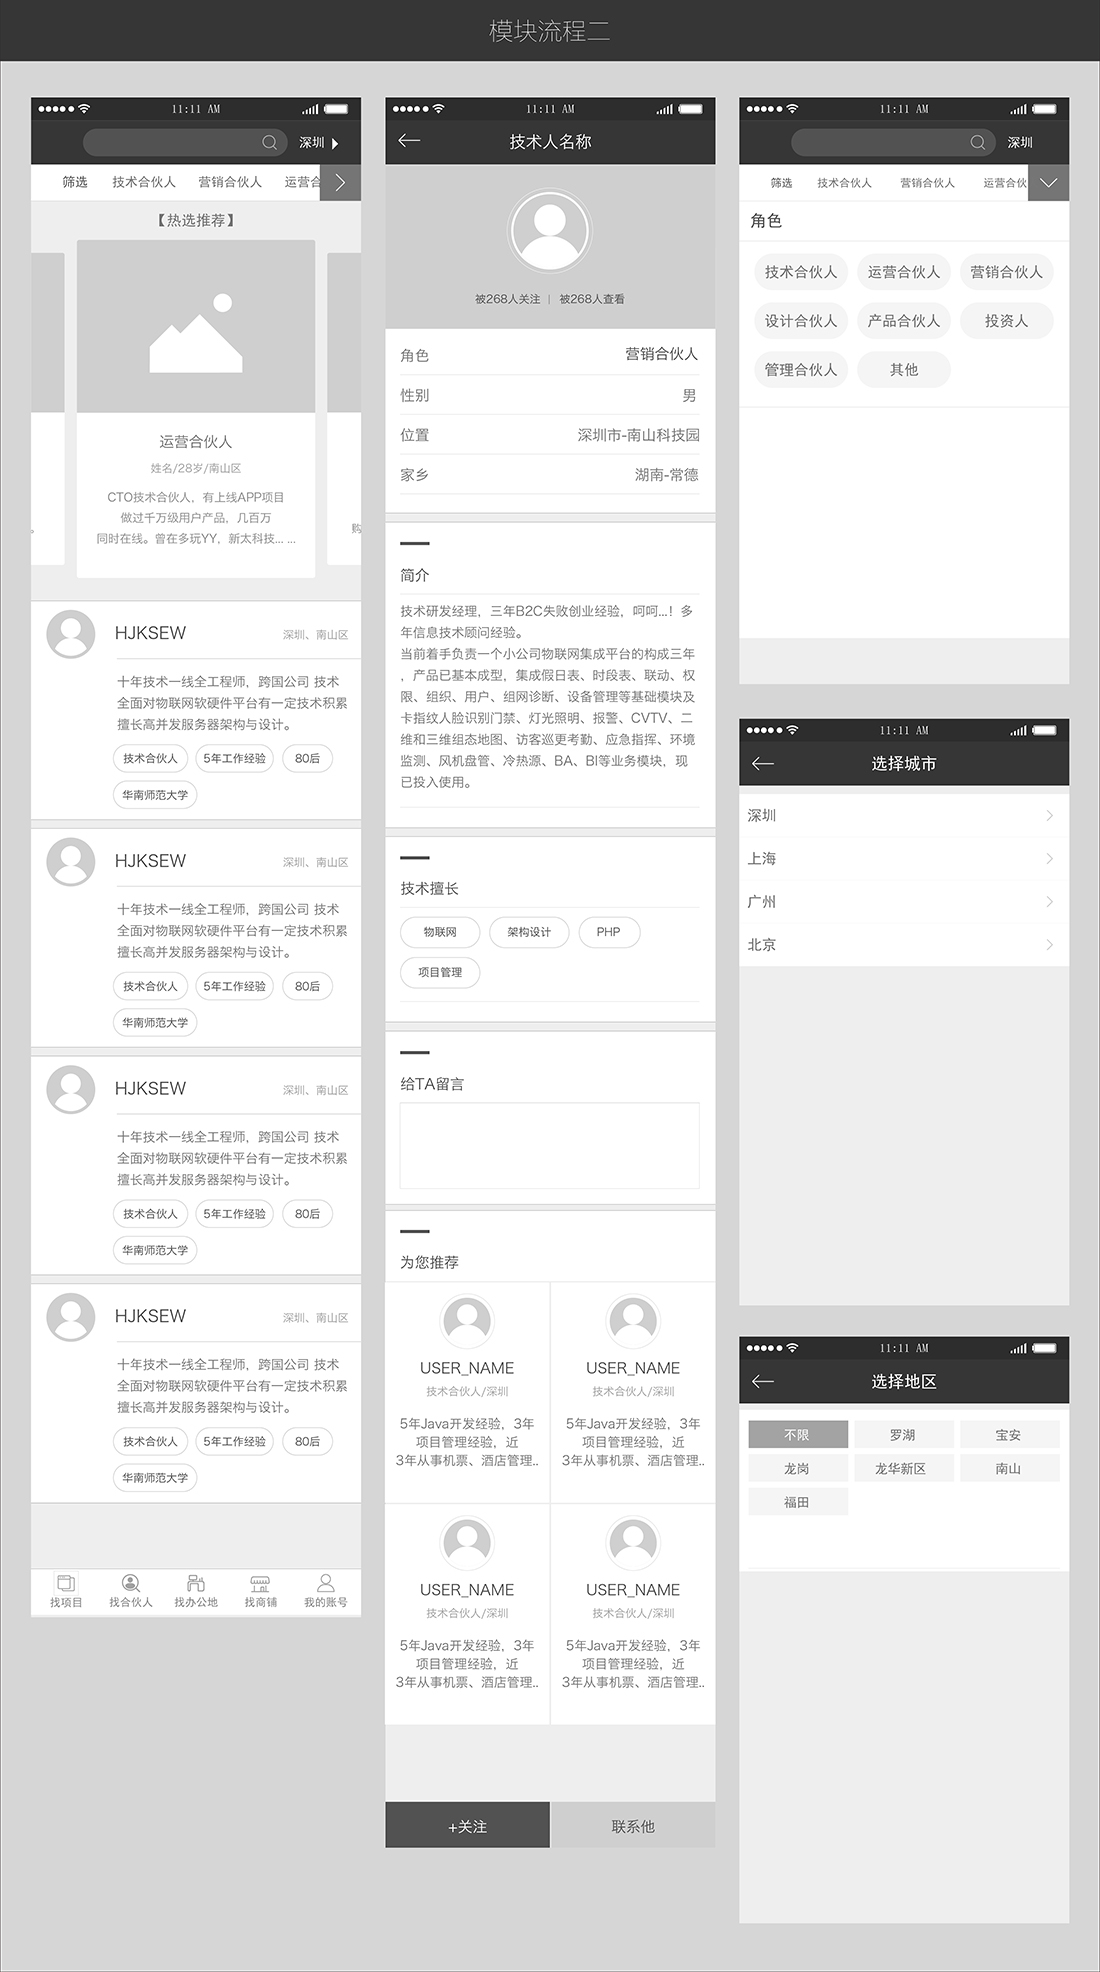 模块流程二
11:11 AM
深圳
筛选 技术合伙人 营销合伙人 运营合
【热选推荐】
运营合伙人
姓名/28岁/南山区
CTO技术合伙人，有上线APP项目
做过千万级用户产品，几百万
同时在线。曾在多玩YY，新太科技... ...
购
HJKSEW
深圳、南山区
十年技术一线全工程师，跨国公司 技术
全面对物联网软硬件平台有一定技术积累
擅长高并发服务器架构与设计。
技术合伙人 5年工作经验 80后
华南师范大学
HJKSEW
深圳、南山区
十年技术一线全工程师，跨国公司 技术
全面对物联网软硬件平台有一定技术积累
擅长高并发服务器架构与设计。
技术合伙人 5年工作经验 80后
华南师范大学
HJKSEW
深圳、南山区
十年技术一线全工程师，跨国公司 技术
全面对物联网软硬件平台有一定技术积累
擅长高并发服务器架构与设计。
技术合伙人 5年工作经验 80后
华南师范大学
HJKSEW
深圳、南山区
十年技术一线全工程师，跨国公司 技术
全面对物联网软硬件平台有一定技术积累
擅长高并发服务器架构与设计。
技术合伙人 5年工作经验 80后
华南师范大学
找项目 找合伙人 找办公地 找商铺 我的账号
11:11 AM
技术人名称
被268人关注 | 被268人查看
角色 营销合伙人
性别 男
位置 深圳市-南山科技园
家乡 湖南-常德
简介
技术研发经理，三年B2C失败创业经验，呵呵...！多
年信息技术顾问经验。
当前着手负责一个小公司物联网集成平台的构成三年
，产品已基本成型，集成假日表、时段表、联动、权
限、组织、用户、组网诊断、设备管理等基础模块及
卡指纹人脸识别门禁、灯光照明、报警、CVTV、二
维和三维组态地图、访客巡更考勤、应急指挥、环境
监测、风机盘管、冷热源、BA、BI等业务模块，现
已投入使用。
技术擅长
物联网 架构设计 PHP
项目管理
给TA留言
为您推荐
USER_NAME
技术合伙人/深圳
5年Java开发经验，3年
项目管理经验，近
3年从事机票、酒店管理..
USER_NAME
技术合伙人/深圳
5年Java开发经验，3年
项目管理经验，近
3年从事机票、酒店管理..
USER_NAME
技术合伙人/深圳
5年Java开发经验，3年
项目管理经验，近
3年从事机票、酒店管理..
USER_NAME
技术合伙人/深圳
5年Java开发经验，3年
项目管理经验，近
3年从事机票、酒店管理..
+关注 联系他
11:11 AM
深圳
筛选 技术合伙人 营销合伙人 运营合伙
角色
技术合伙人 运营合伙人 营销合伙人
设计合伙人 产品合伙人 投资人
管理合伙人 其他
11:11 AM
选择城市
深圳
上海
广州
北京
11:11 AM
选择地区
不限 罗湖 宝安
龙岗 龙华新区 南山
福田